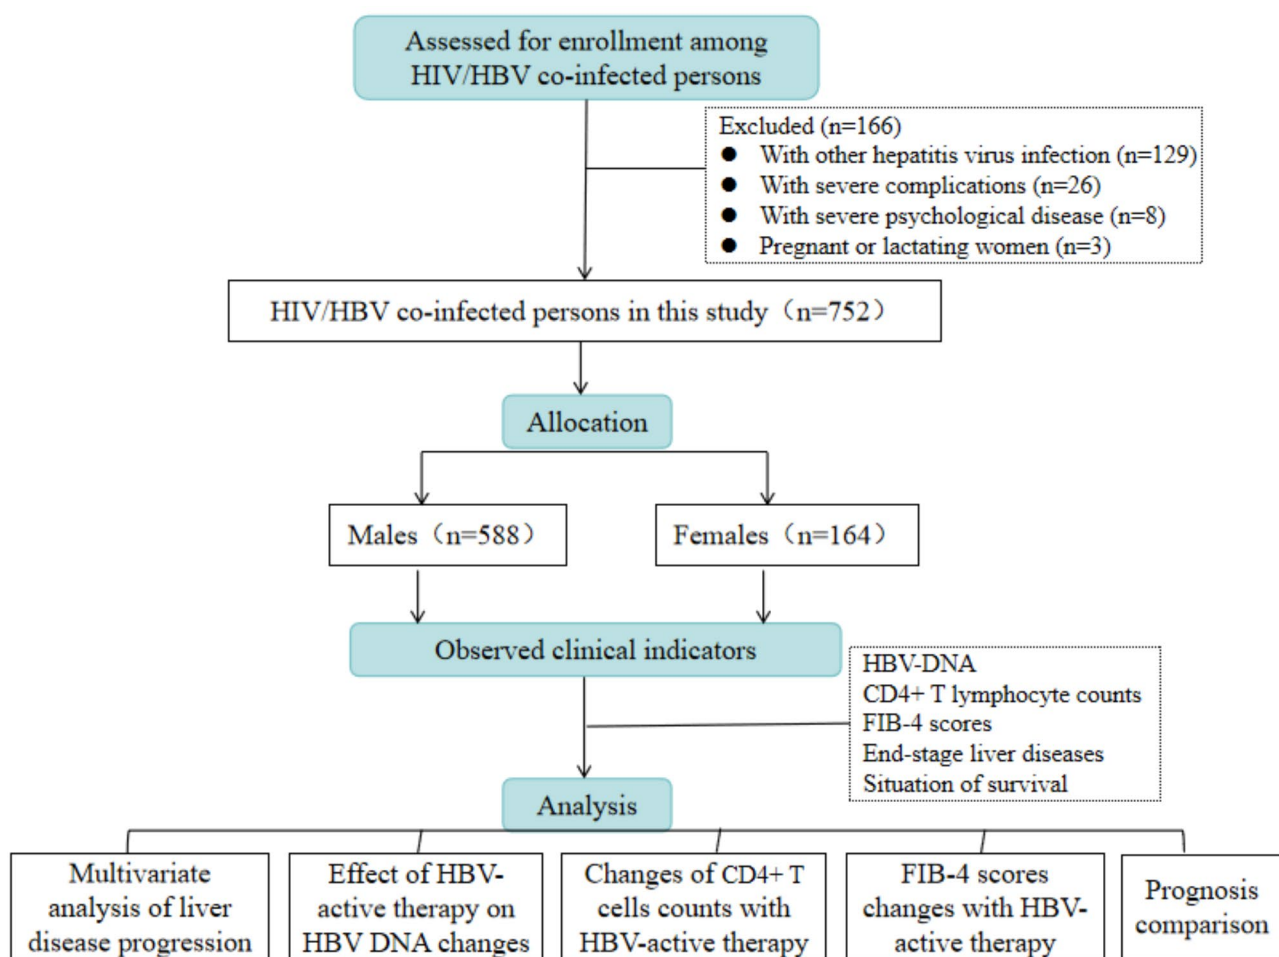 Assessed for enrollment among
HIV/HBV co-infected persons
Excluded (n=166)
● With other hepatitis virus infection (n=129)
● With severe complications (n=26)
● With severe psychological disease (n=8)
● Pregnant or lactating women (n=3)
HIV/HBV co-infected persons in this study（n=752）
Allocation
Males（n=588）
Females（n=164）
Observed clinical indicators
HBV-DNA
CD4+ T lymphocyte counts
FIB-4 scores
End-stage liver diseases
Situation of survival
Analysis
Multivariate
analysis of liver
disease progression
Effect of HBV-
active therapy on
HBV DNA changes
Changes of CD4+ T
cells counts with
HBV-active therapy
FIB-4 scores
changes with HBV-
active therapy
Prognosis
comparison